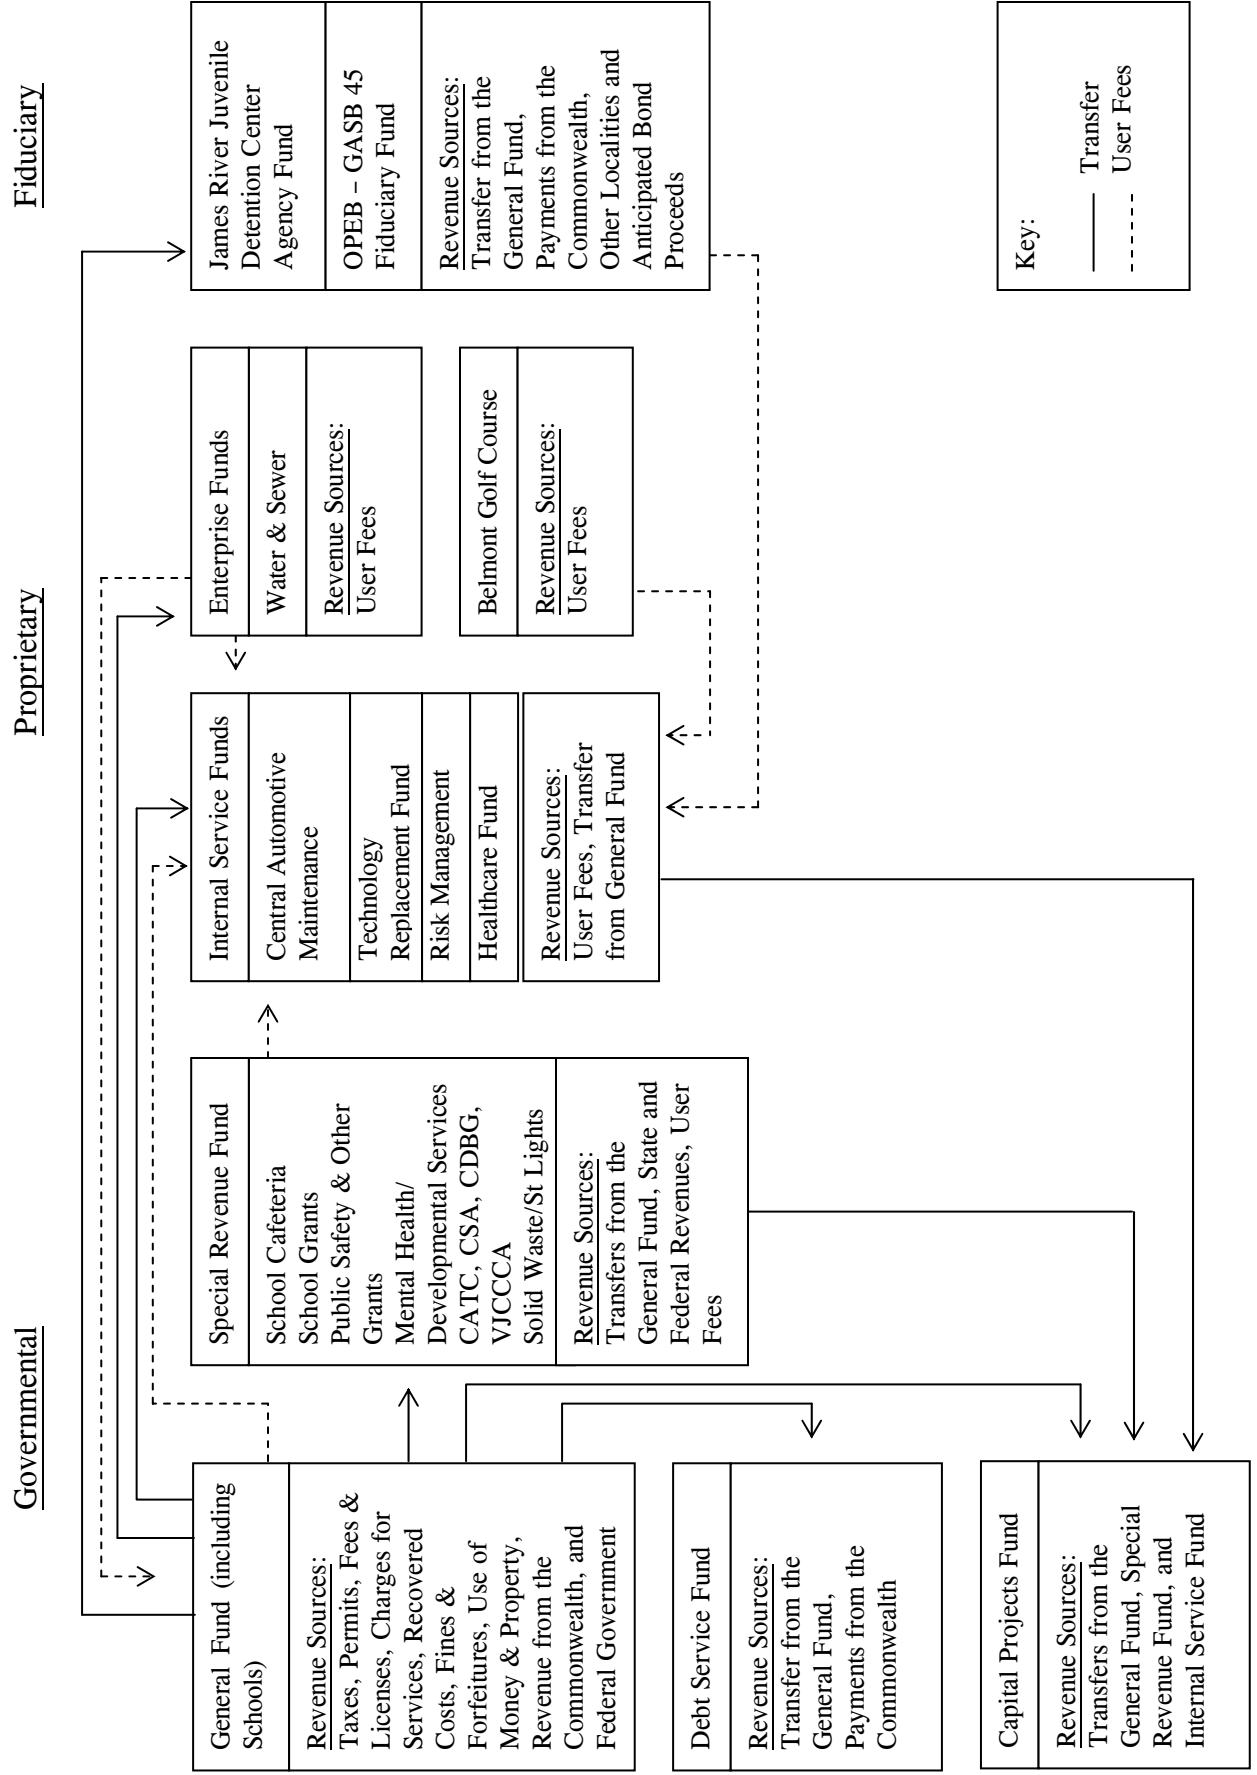 Governmental
Proprietary
Fiduciary
General Fund (including
Schools)
Revenue Sources:
Taxes, Permits, Fees &
Licenses, Charges for
Services, Recovered
Costs, Fines &
Forfeitures, Use of
Money & Property,
Revenue from the
Commonwealth, and
Federal Government
Debt Service Fund
Revenue Sources:
Transfer from the
General Fund,
Payments from the
Commonwealth
Capital Projects Fund
Revenue Sources:
Transfers from the
General Fund, Special
Revenue Fund, and
Internal Service Fund
Special Revenue Fund
School Cafeteria
School Grants
Public Safety & Other
Grants
Mental Health/
Developmental Services
CATC, CSA, CDBG,
VJCCCA
Solid Waste/St Lights
Revenue Sources:
Transfers from the
General Fund, State and
Federal Revenues, User
Fees
Internal Service Funds
Central Automotive
Maintenance
Technology
Replacement Fund
Risk Management
Healthcare Fund
Revenue Sources:
User Fees, Transfer
from General Fund
Enterprise Funds
Water & Sewer
Revenue Sources:
User Fees
Belmont Golf Course
Revenue Sources:
User Fees
James River Juvenile
Detention Center
Agency Fund
OPEB – GASB 45
Fiduciary Fund
Revenue Sources:
Transfer from the
General Fund,
Payments from the
Commonwealth,
Other Localities and
Anticipated Bond
Proceeds
Key:
Transfer
User Fees